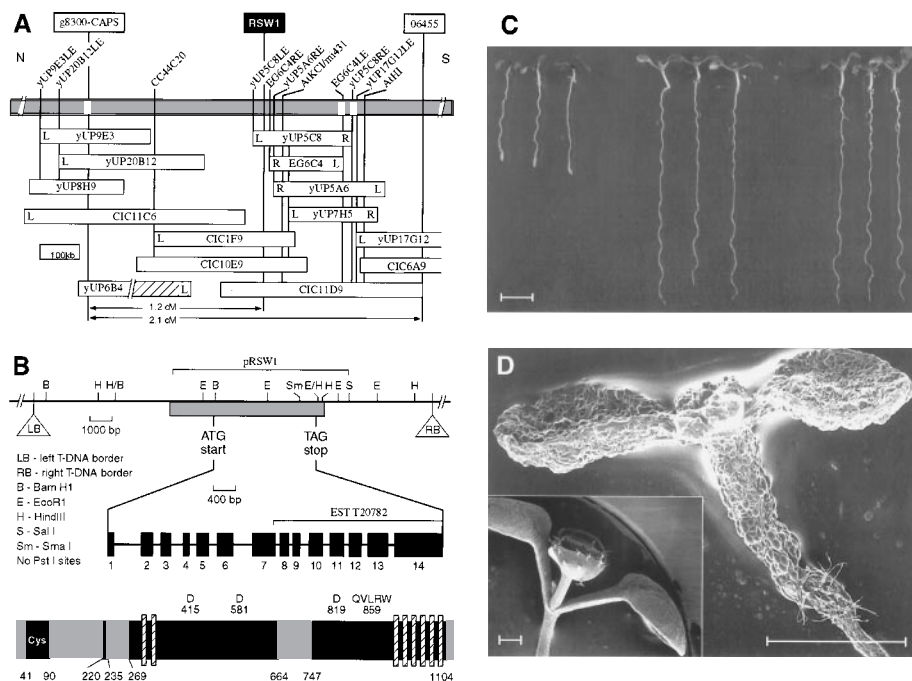 A
g8300-CAPS
RSW1
06455
N
S
yUP9E3LE
yUP20B12LE
CC44C20
yUP5C8LE
EG6C4RE
yUP5A6RE
AtKC1/mi431
EG6C4LE
yUP5C8RE
yUP17G12LE
AtHI
L yUP9E3
L yUP20B12
yUP8H9
L CIC11C6
100kb
yUP6B4 L
L CIC1F9
CIC10E9
CIC11D9
L yUP5C8 R
R EG6C4 L
R yUP5A6 L
L yUP7H5 R
L yUP17G12
CIC6A9
1.2 cM
2.1 cM
B
pRSW1
B H H/B E B E Sm E/H H E S E H
LB
1000 bp
RB
ATG
start
TAG
stop
LB - left T-DNA border
RB - right T-DNA border
B - Bam H1
E - EcoR1
H - HindIII
S - Sal I
Sm - Sma I
No Pst I sites
400 bp
EST T20782
1 2 3 4 5 6 7 8 9 10 11 12 13 14
D D D QVLRW
415 581 819 859
Cys
41 90 220 235 269 664 747 1104
C
D